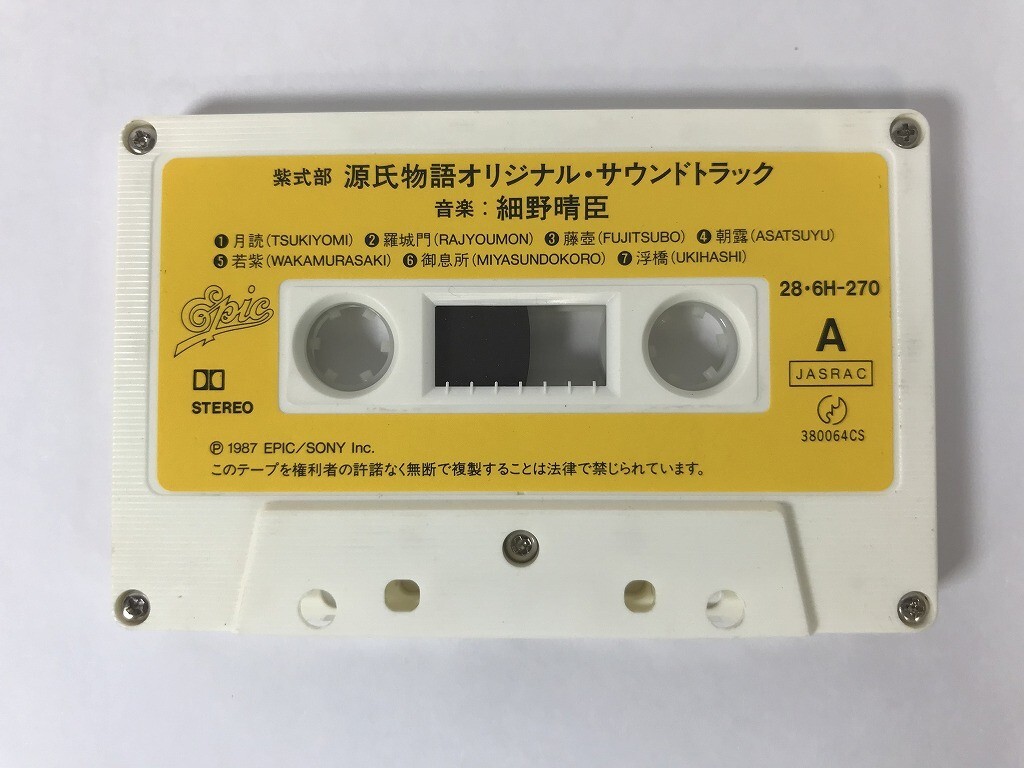 紫式部 源氏物語オリジナル・サウンドトラック
音楽：細野晴臣
❶月読(TSUKIYOMI) ❷羅城門(RAJYOUMON) ❸藤壺(FUJITSUBO) ❹朝露(ASATSUYU)
❺若紫(WAKAMURASAKI) ❻御息所(MIYASUNDOKORO) ❼浮橋(UKIHASHI)
Epic
28・6H-270
A
JASRAC
STEREO
380064CS
Ⓟ 1987 EPIC/SONY Inc.
このテープを権利者の許諾なく無断で複製することは法律で禁じられています。